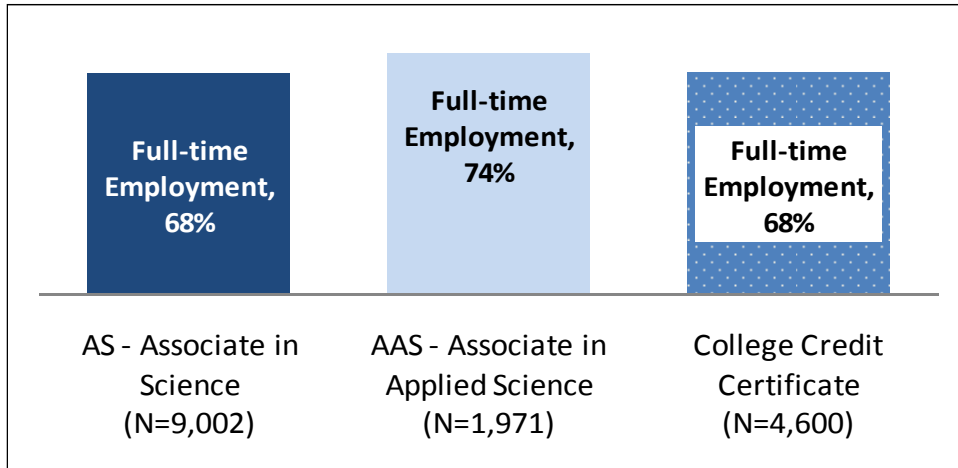 Full-time
Employment,
68%
Full-time
Employment,
74%
Full-time
Employment,
68%
AS - Associate in
Science
(N=9,002)
AAS - Associate in
Applied Science
(N=1,971)
College Credit
Certificate
(N=4,600)